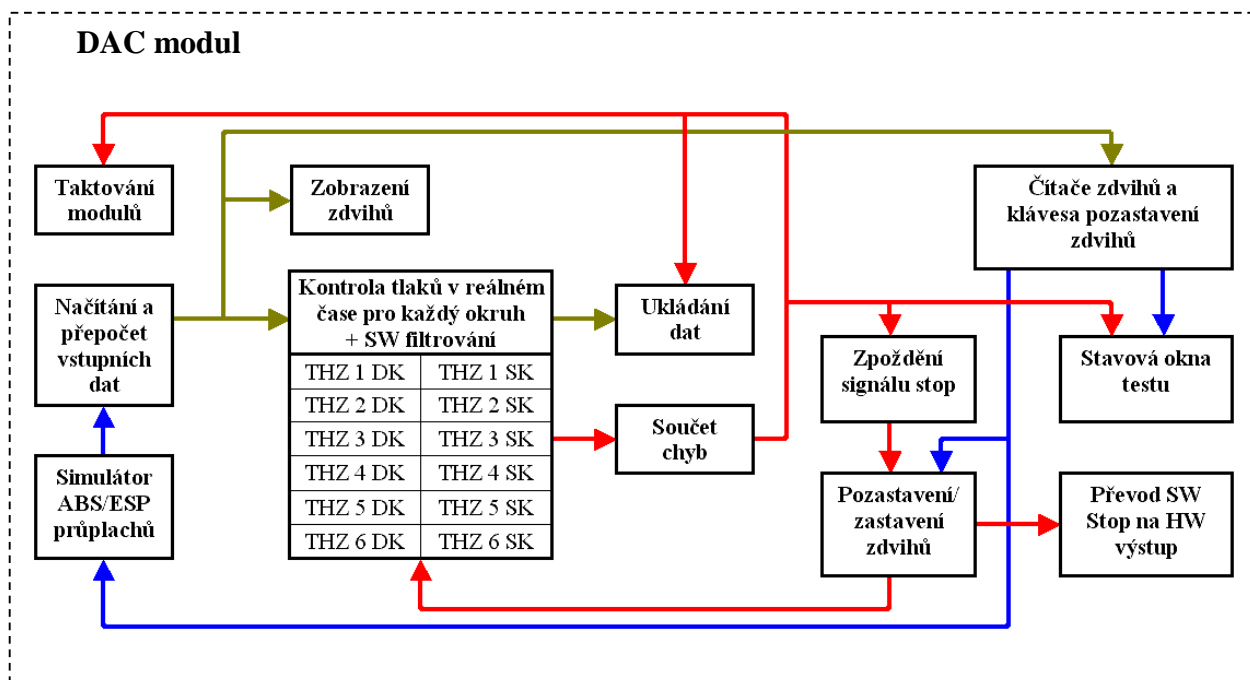 DAC modul
Taktování
modulů
Zobrazení
zdvihů
Čítače zdvihů a
klávesa pozastavení
zdvihů
Načítání a
přepočet
vstupních
dat
Kontrola tlaků v reálném
čase pro každý okruh
+ SW filtrování
THZ 1 DK THZ 1 SK
THZ 2 DK THZ 2 SK
THZ 3 DK THZ 3 SK
THZ 4 DK THZ 4 SK
THZ 5 DK THZ 5 SK
THZ 6 DK THZ 6 SK
Ukládání
dat
Zpoždění
signálu stop
Stavová okna
testu
Součet
chyb
Simulátor
ABS/ESP
průplachů
Pozastavení/
zastavení
zdvihů
Převod SW
Stop na HW
výstup